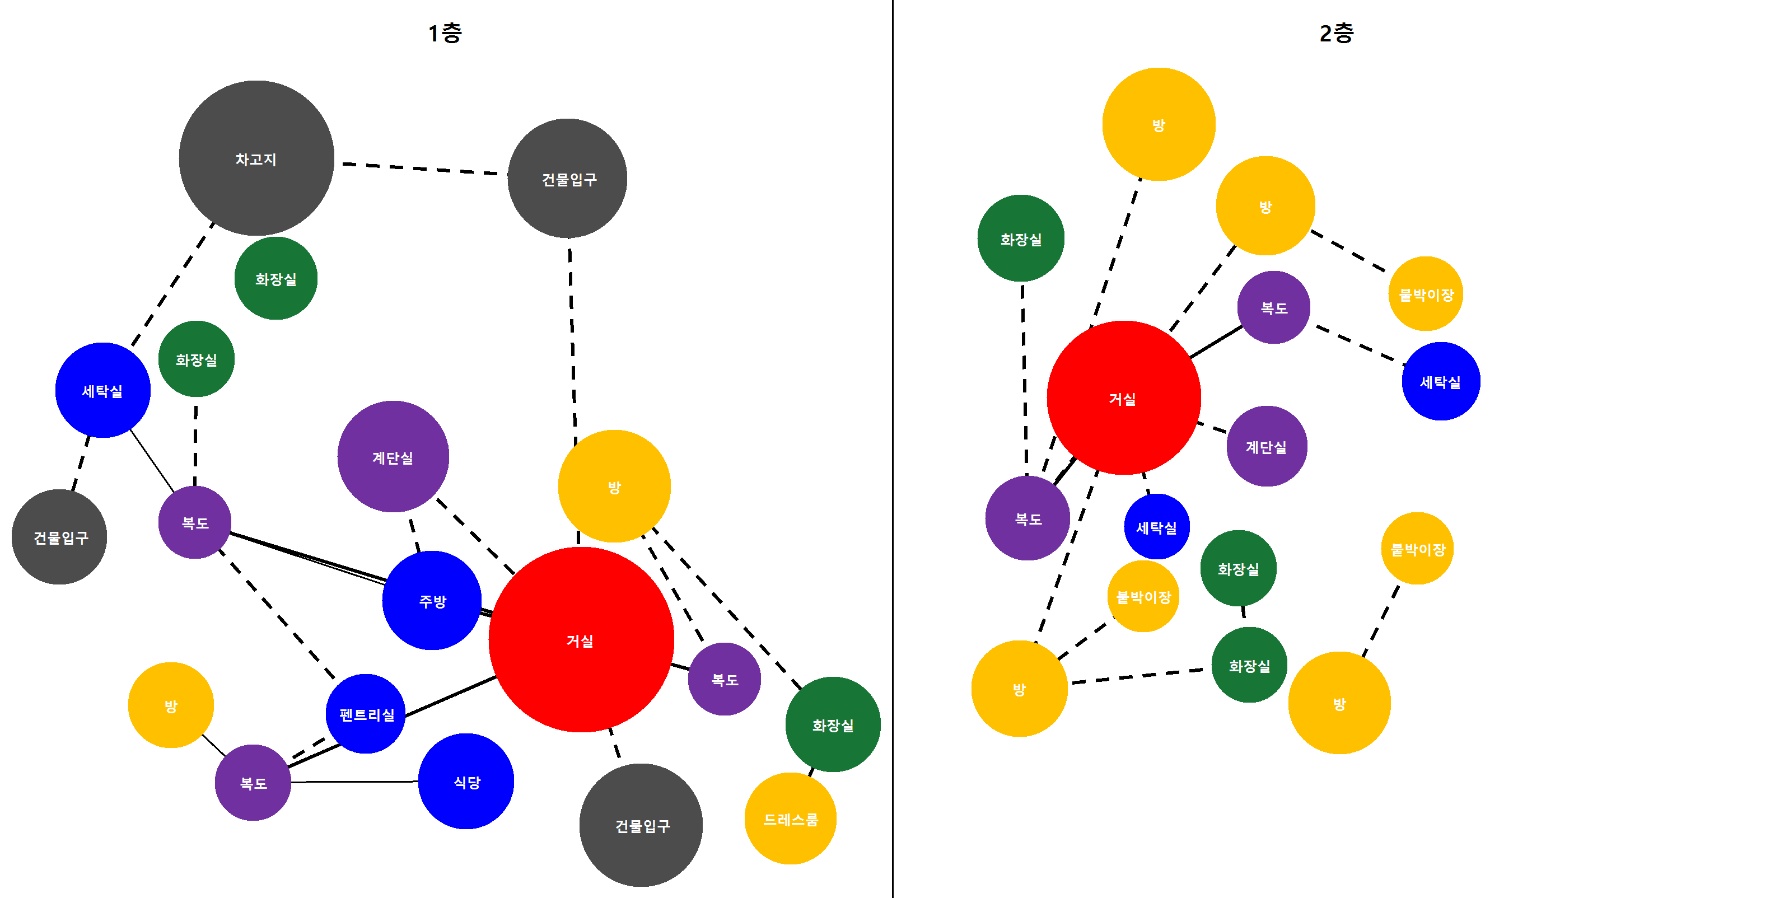 1층
차고지
건물입구
화장실
화장실
세탁실
계단실
방
복도
건물입구
주방
거실
복도
방
펜트리실
화장실
복도
식당
건물입구
드레스룸
2층
방
방
화장실
붙박이장
복도
세탁실
거실
계단실
복도
세탁실
붙박이장
화장실
붙박이장
화장실
방
방